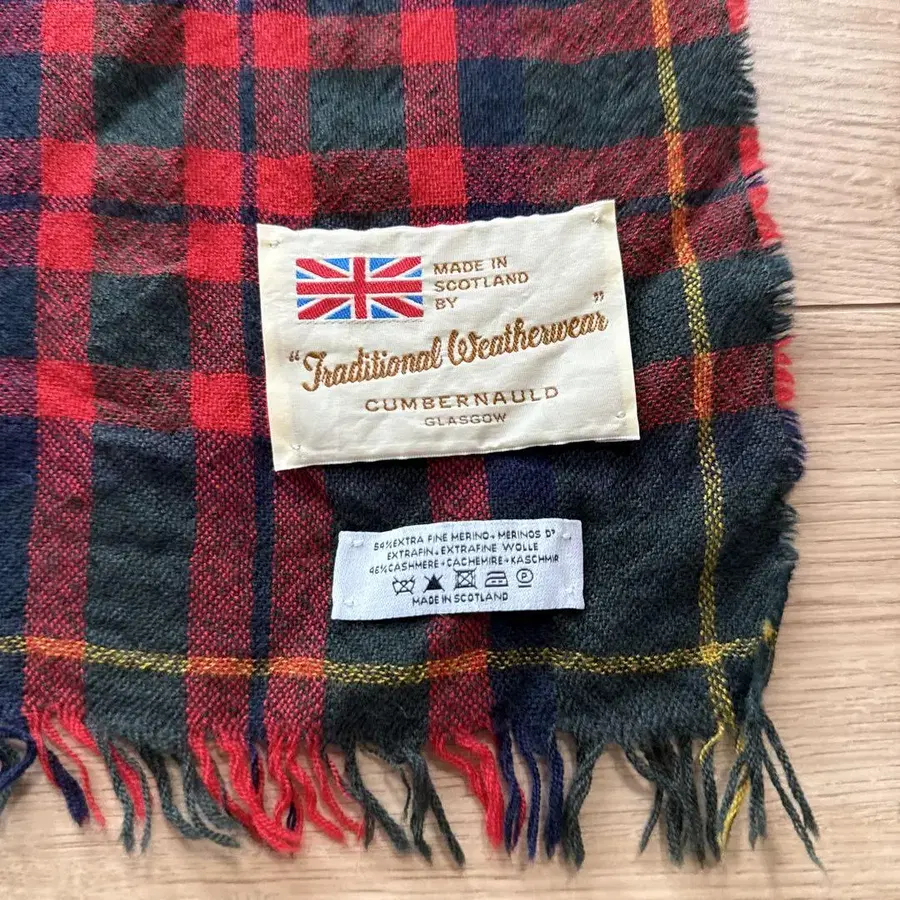 MADE IN
SCOTLAND
BY
"Traditional Weatherwear"
CUMBERNAULD
GLASGOW
54%EXTRA FINE MERINO-MERINOS D'
EXTRAFIN-EXTRAFINE WOLLE
46%CASHMERE-CACHEMIRE-KASCHMIR
P
MADE IN SCOTLAND